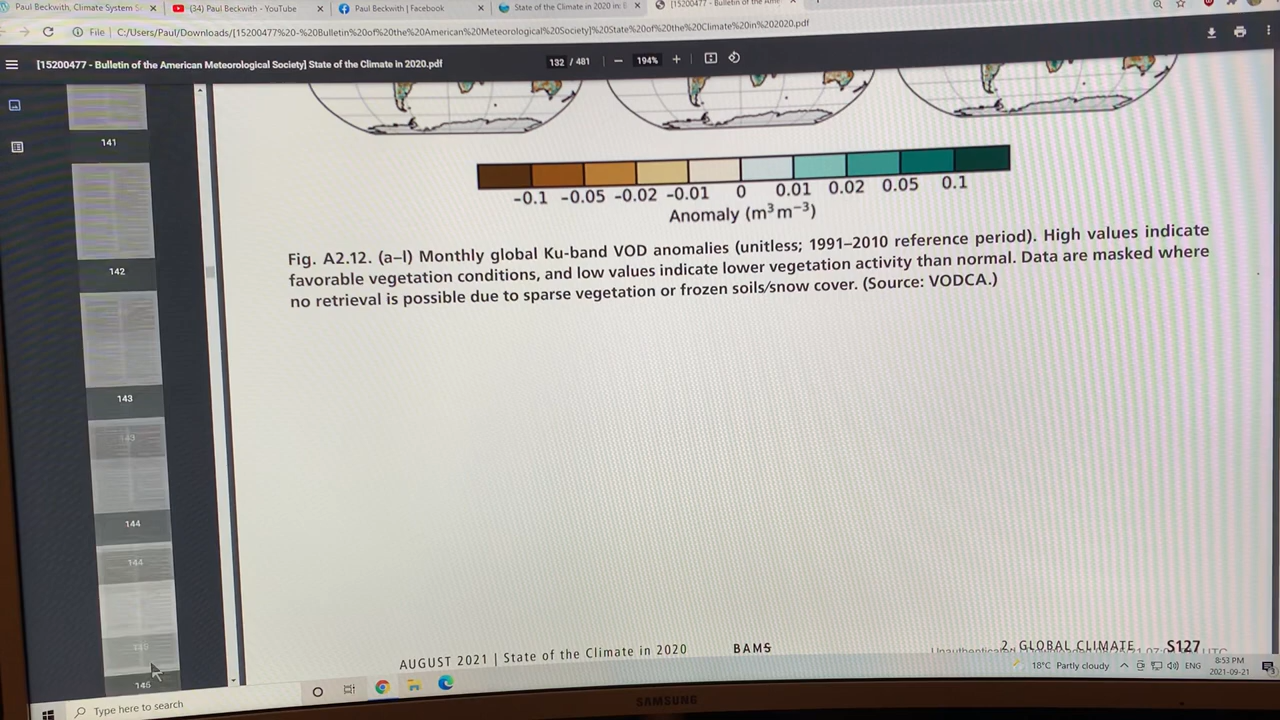 Paul Beckwith, Climate System
(34) Paul Beckwith - YouTube
Paul Beckwith | Facebook
State of the Climate in 2020 in:
[15200477 - Bulletin of the Ame
File
C:/Users/Paul/Downloads/[15200477%20-%20Bulletin%20of%20the%20American%20Meteorological%20Society]%20State%20of%20the%20Climate%20in%202020.pdf
[15200477 - Bulletin of the American Meteorological Society] State of the Climate in 2020.pdf
132 / 481
194%
141
142
143
144
145
-0.1 -0.05 -0.02 -0.01 0 0.01 0.02 0.05 0.1
Anomaly (m³m⁻³)
Fig. A2.12. (a–l) Monthly global Ku-band VOD anomalies (unitless; 1991–2010 reference period). High values indicate
favorable vegetation conditions, and low values indicate lower vegetation activity than normal. Data are masked where
no retrieval is possible due to sparse vegetation or frozen soils/snow cover. (Source: VODCA.)
AUGUST 2021 | State of the Climate in 2020
BAMS
2. GLOBAL CLIMATE
S127
Type here to search
18°C Partly cloudy
ENG
8:53 PM
2021-09-21
SAMSUNG